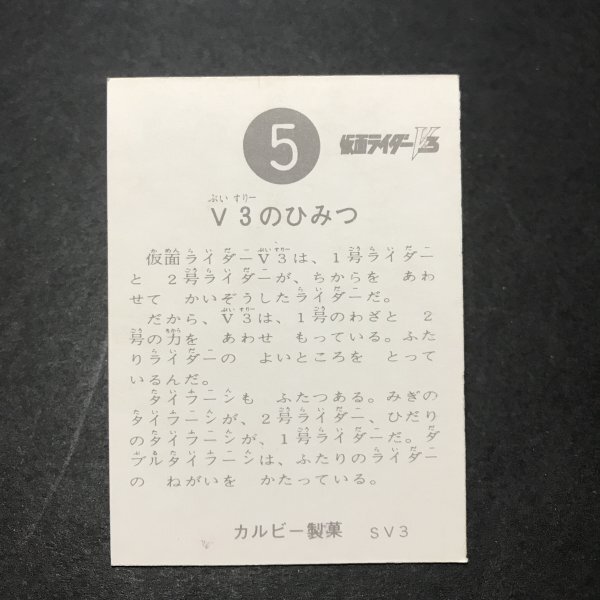 5
仮面ライダーV3
ぶい すりー
V3のひみつ
仮面ライダーV3は、1号ライダー
と 2号ライダーが、ちからを あわ
せて かいぞうしたライダーだ。
だから、V3は、1号のわざと 2
号の力を あわせ もっている。ふた
りライダーの よいところを とって
いるんだ。
タイフーンも ふたつある。みぎの
タイフーンが、2号ライダー、ひだり
のタイフーンが、1号ライダーだ。ダ
ブルタイフーンは、ふたりのライダー
の ねがいを かたっている。
カルビー製菓 SV3